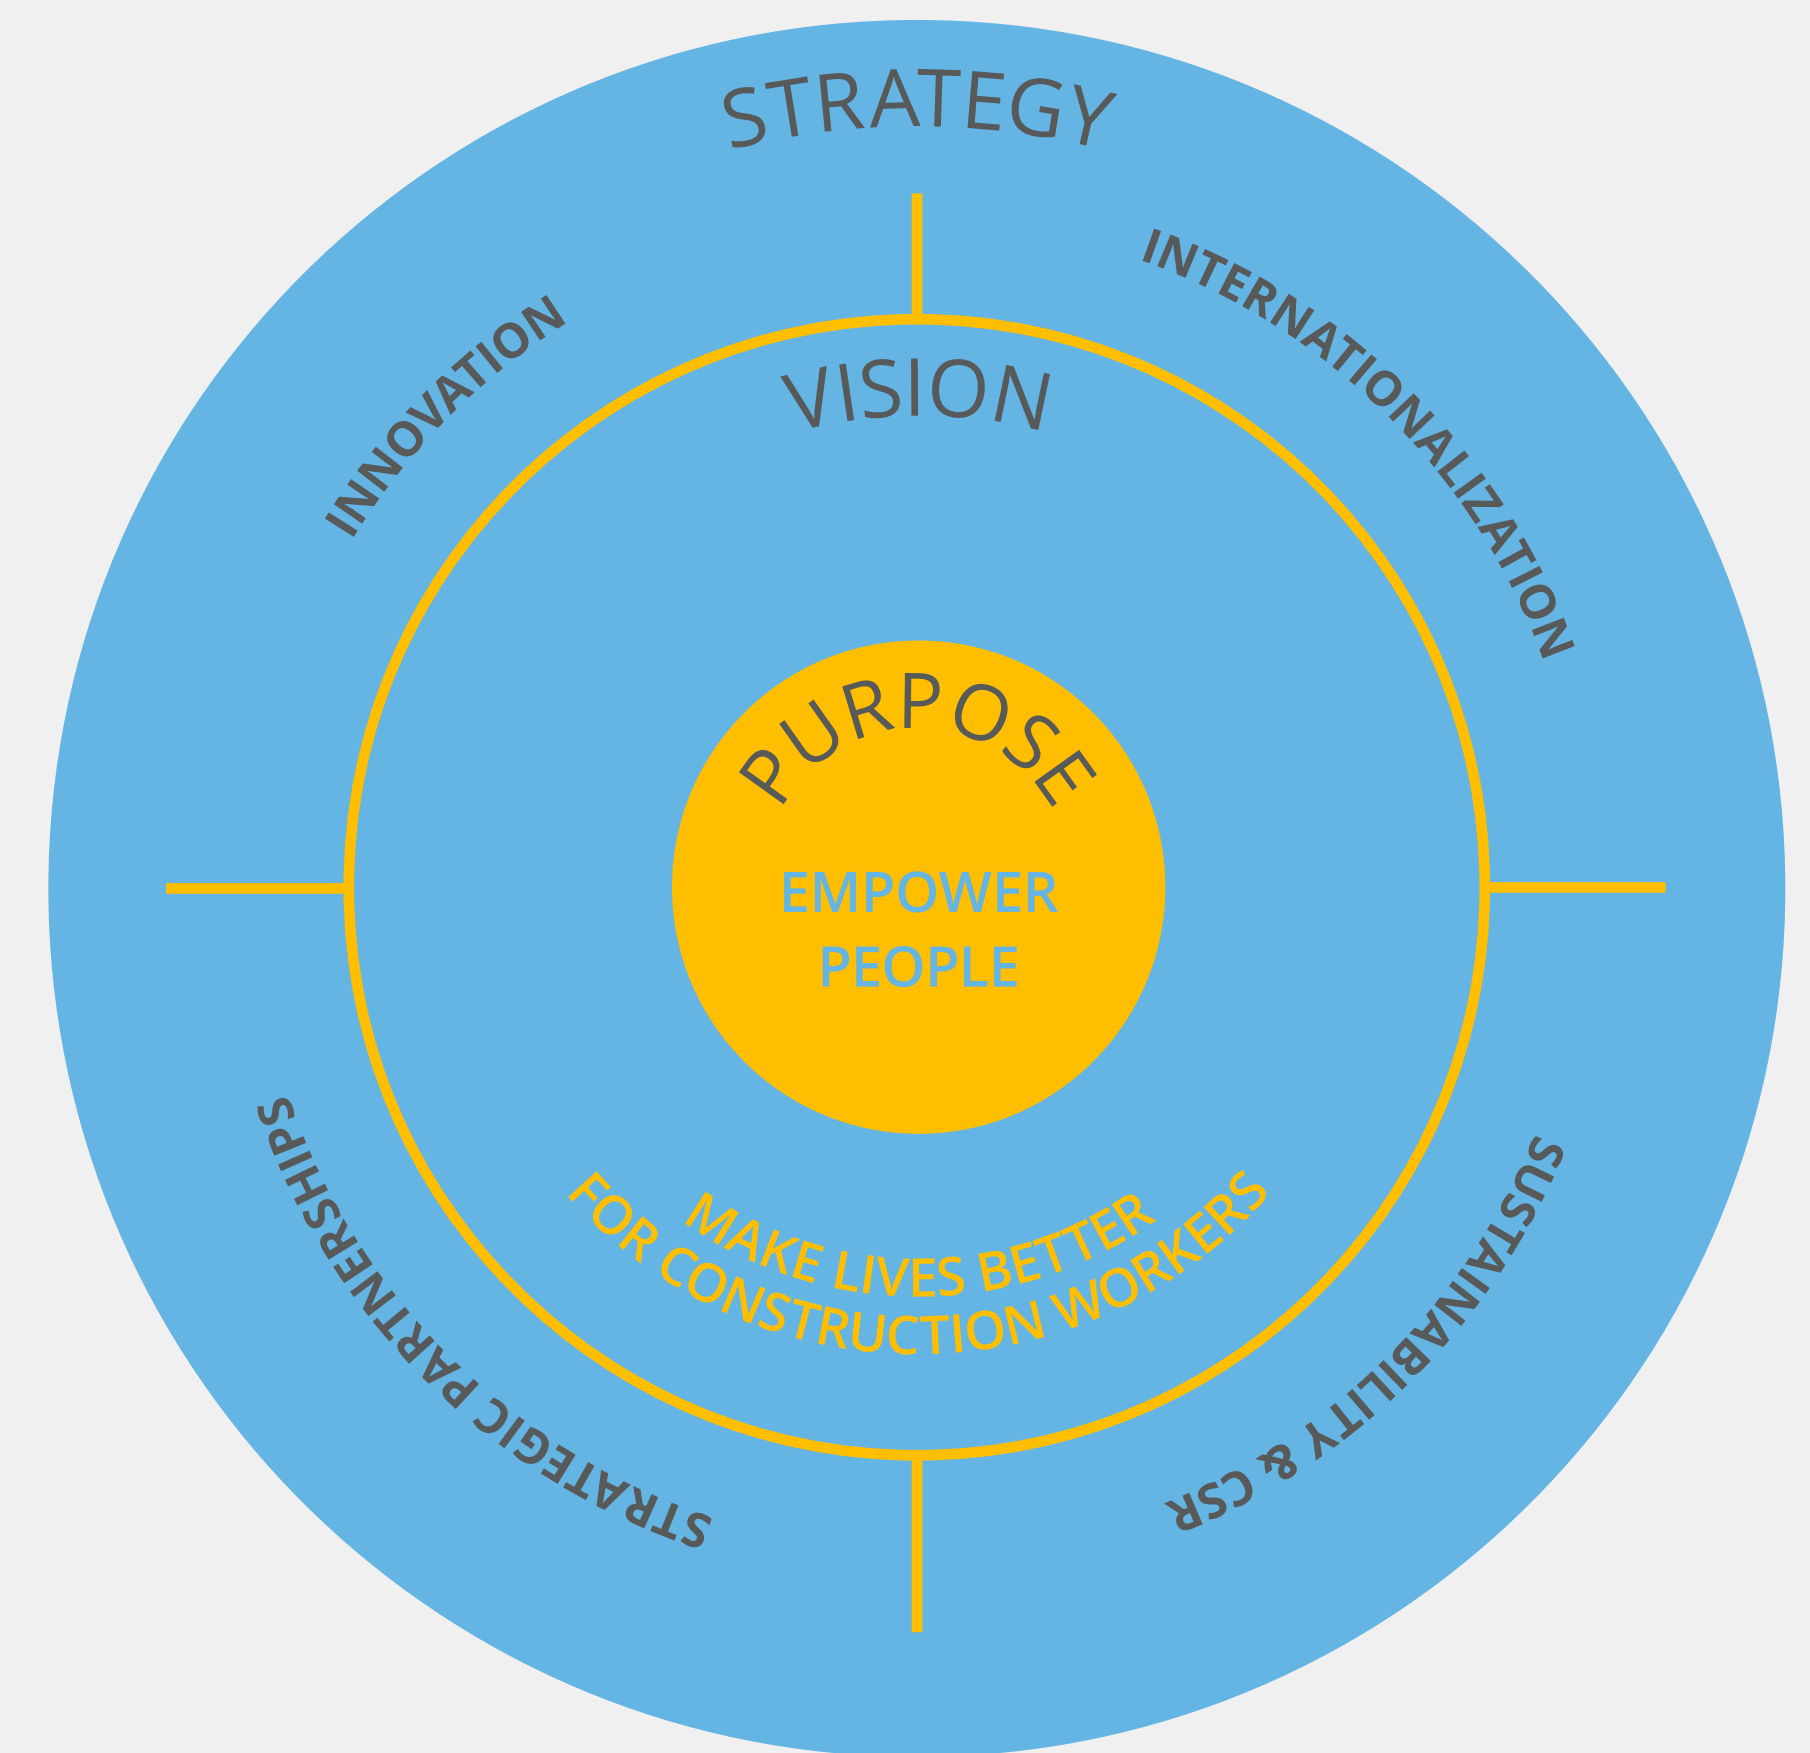 STRATEGY
INNOVATION
INTERNATIONALIZATION
VISION
PURPOSE
EMPOWER
PEOPLE
MAKE LIVES BETTER
FOR CONSTRUCTION WORKERS
STRATEGIC PARTNERSHIPS
SUSTAINABILITY & CSR